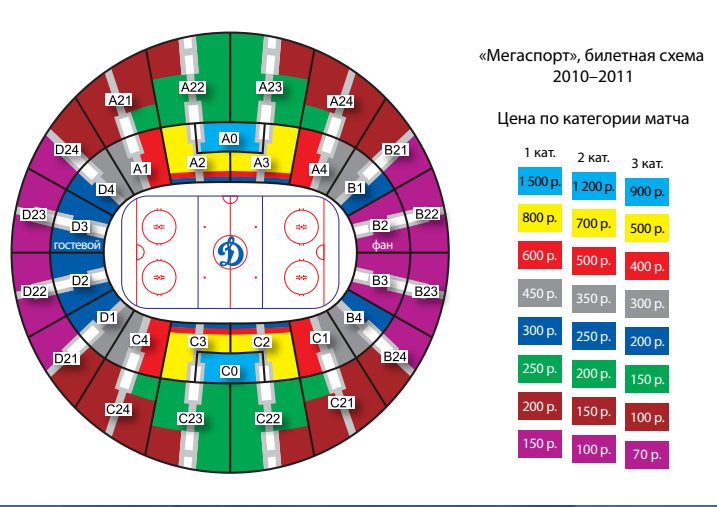 «Мегаспорт», билетная схема
2010–2011
Цена по категории матча
1 кат. 2 кат. 3 кат.
1 500 р. 1 200 р. 900 р.
800 р. 700 р. 500 р.
600 р. 500 р. 400 р.
450 р. 350 р. 300 р.
300 р. 250 р. 200 р.
250 р. 200 р. 150 р.
200 р. 150 р. 100 р.
150 р. 100 р. 70 р.
A22 A23
A21 A24
A0
D24 B21
A1 A2 A3 A4
D4 B1
D23 B22
D3 B2
гостевой фан
Д
D2 B3
D22 B23
D1 B4
C4 C3 C2 C1
D21 B24
C0
C24 C21
C23 C22